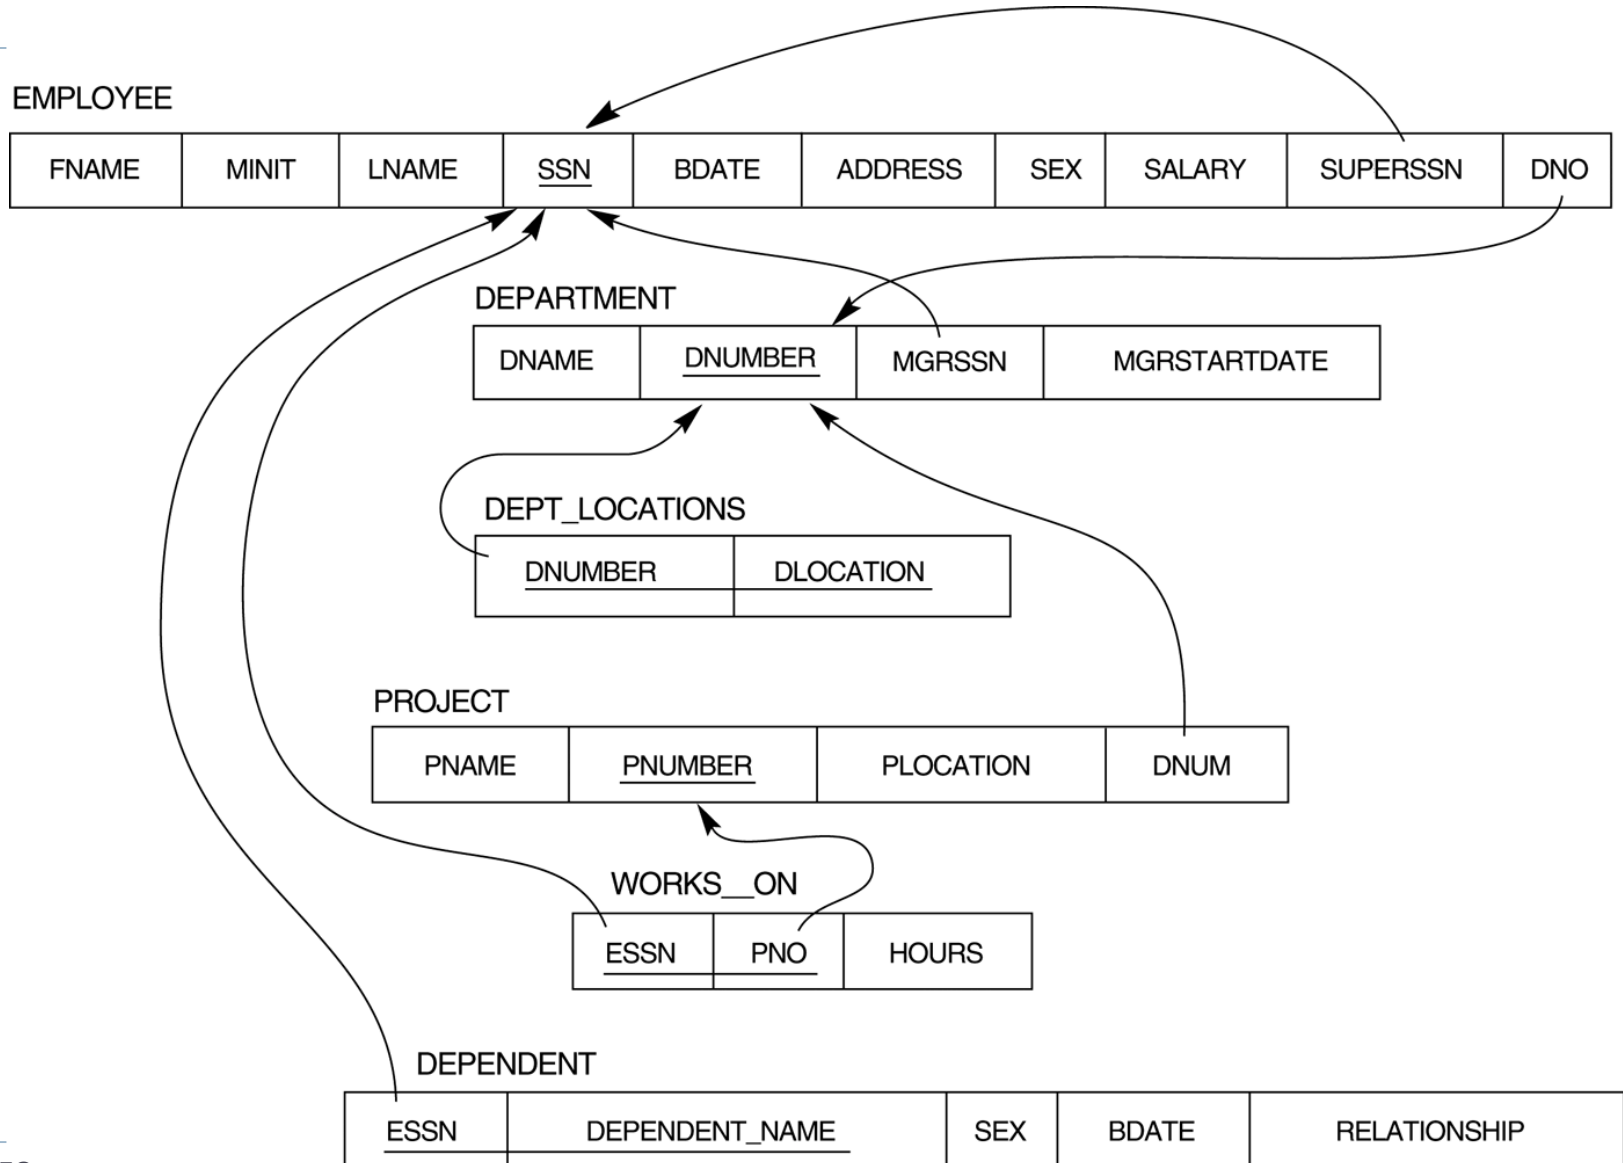 EMPLOYEE
FNAME MINIT LNAME SSN BDATE ADDRESS SEX SALARY SUPERSSN DNO
DEPARTMENT
DNAME DNUMBER MGRSSN MGRSTARTDATE
DEPT_LOCATIONS
DNUMBER DLOCATION
PROJECT
PNAME PNUMBER PLOCATION DNUM
WORKS__ON
ESSN PNO HOURS
DEPENDENT
ESSN DEPENDENT_NAME SEX BDATE RELATIONSHIP